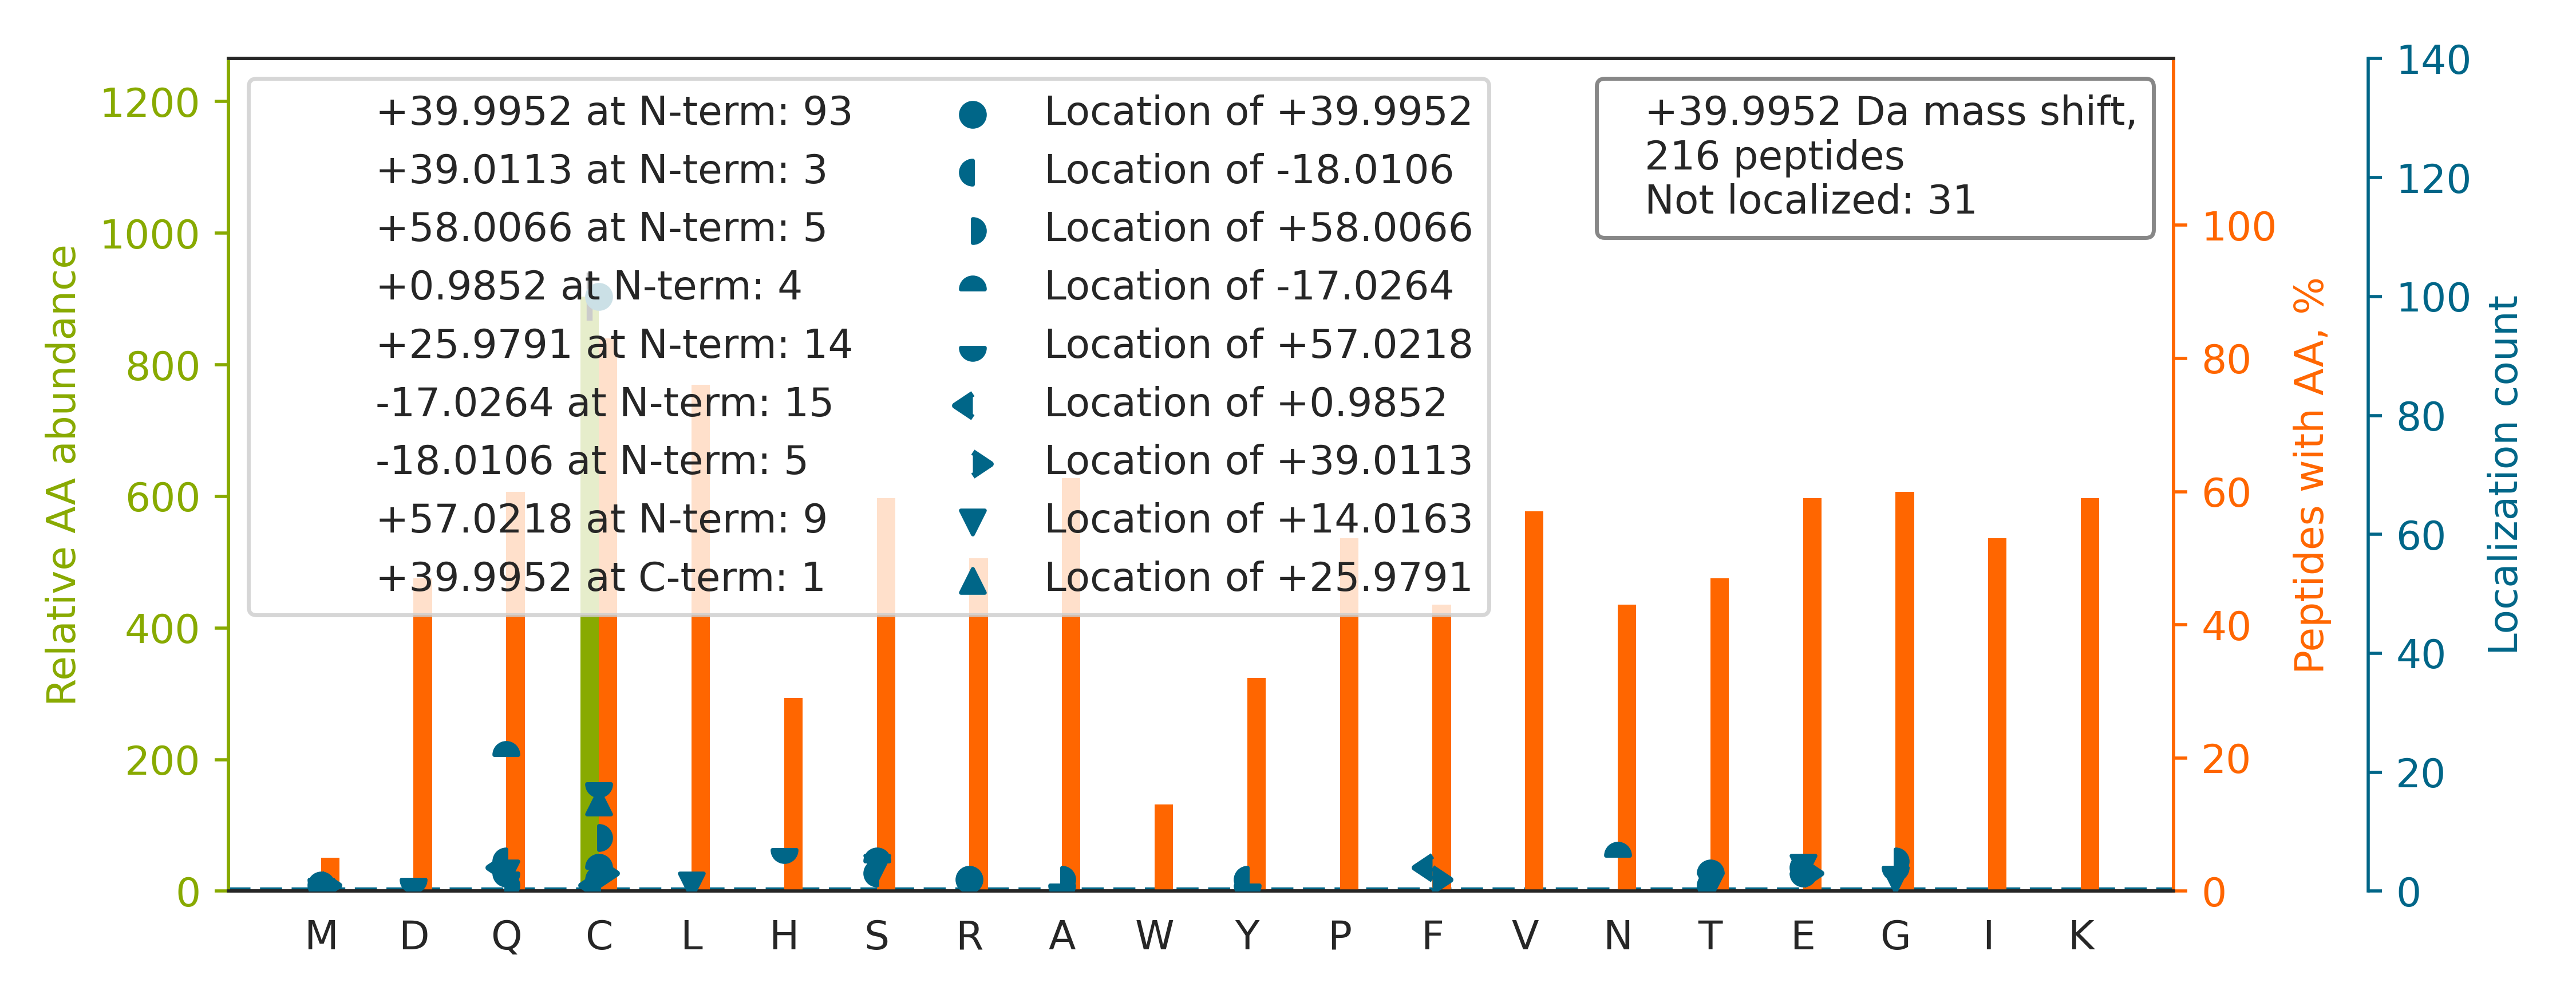 Relative AA abundance
1200
1000
800
600
400
200
0
+39.9952 at N-term: 93
+39.0113 at N-term: 3
+58.0066 at N-term: 5
+0.9852 at N-term: 4
+25.9791 at N-term: 14
-17.0264 at N-term: 15
-18.0106 at N-term: 5
+57.0218 at N-term: 9
+39.9952 at C-term: 1
Location of +39.9952
Location of -18.0106
Location of +58.0066
Location of -17.0264
Location of +57.0218
Location of +0.9852
Location of +39.0113
Location of +14.0163
Location of +25.9791
+39.9952 Da mass shift,
216 peptides
Not localized: 31
100
80
60
40
20
0
Peptides with AA, %
140
120
100
80
60
40
20
0
Localization count
M D Q C L H S R A W Y P F V N T E G I K